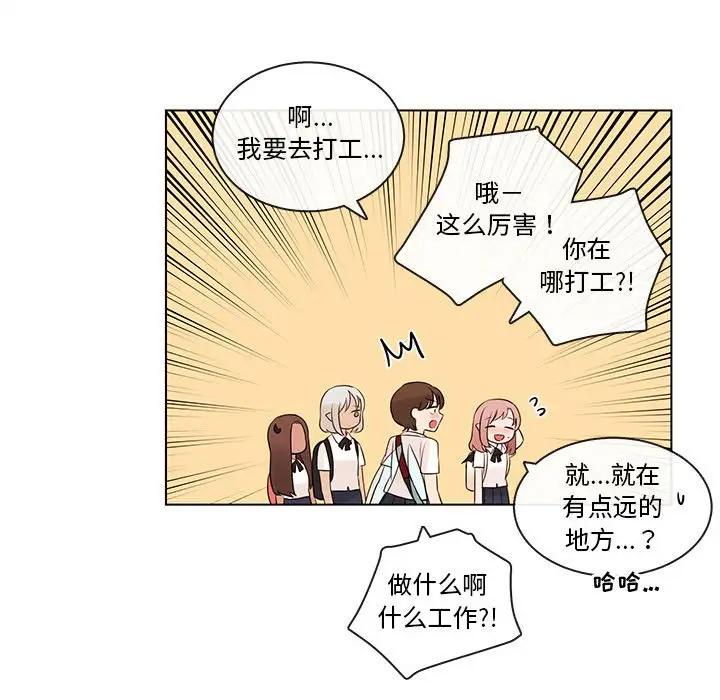 啊...
我要去打工...
哦－
这么厉害！
你在
哪打工?!
就...就在
有点远的
地方...？
哈哈...
做什么啊
什么工作?!